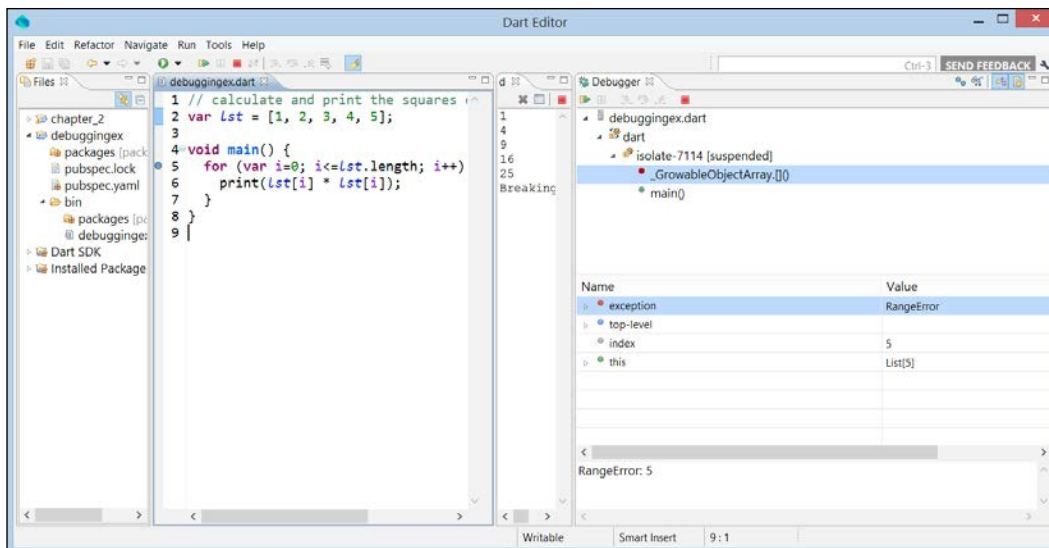 Dart Editor
File Edit Refactor Navigate Run Tools Help
Ctrl-3 SEND FEEDBACK
Files
chapter_2
debuggingex
packages [pack
pubspec.lock
pubspec.yaml
bin
packages [pa
debugginge
Dart SDK
Installed Package
debuggingex.dart
1 // calculate and print the squares
2 var lst = [1, 2, 3, 4, 5];
3
4 void main() {
5 for (var i=0; i<=lst.length; i++)
6 print(lst[i] * lst[i]);
7 }
8 }
9
d
1
4
9
16
25
Breaking
Debugger
debuggingex.dart
dart
isolate-7114 [suspended]
_GrowableObjectArray.[]()
main()
Name Value
exception RangeError
top-level
index 5
this List[5]
RangeError: 5
Writable Smart Insert 9 : 1